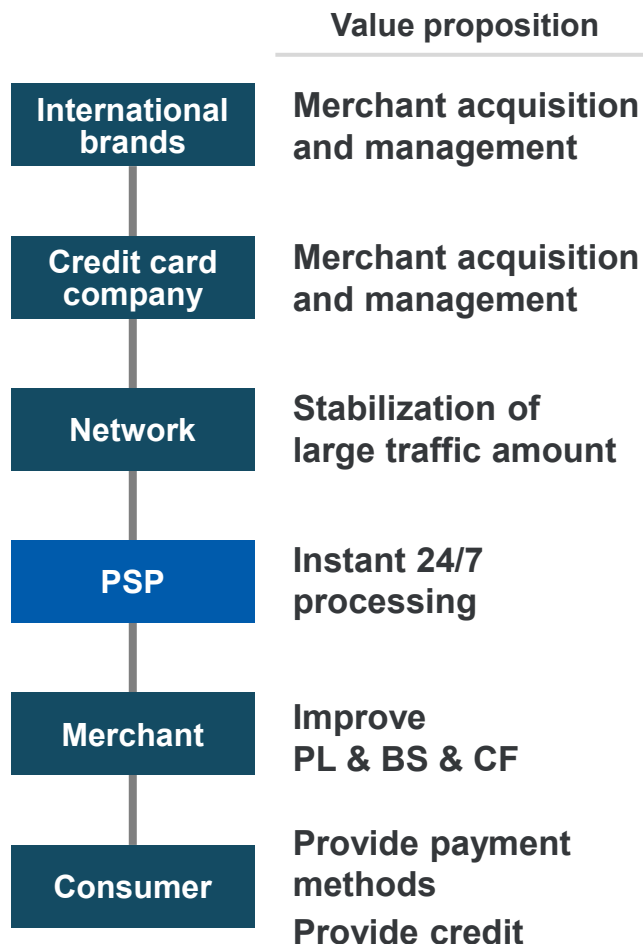 Value proposition
International
brands
Merchant acquisition
and management
Credit card
company
Merchant acquisition
and management
Network
Stabilization of
large traffic amount
PSP
Instant 24/7
processing
Merchant
Improve
PL & BS & CF
Consumer
Provide payment
methods
Provide credit